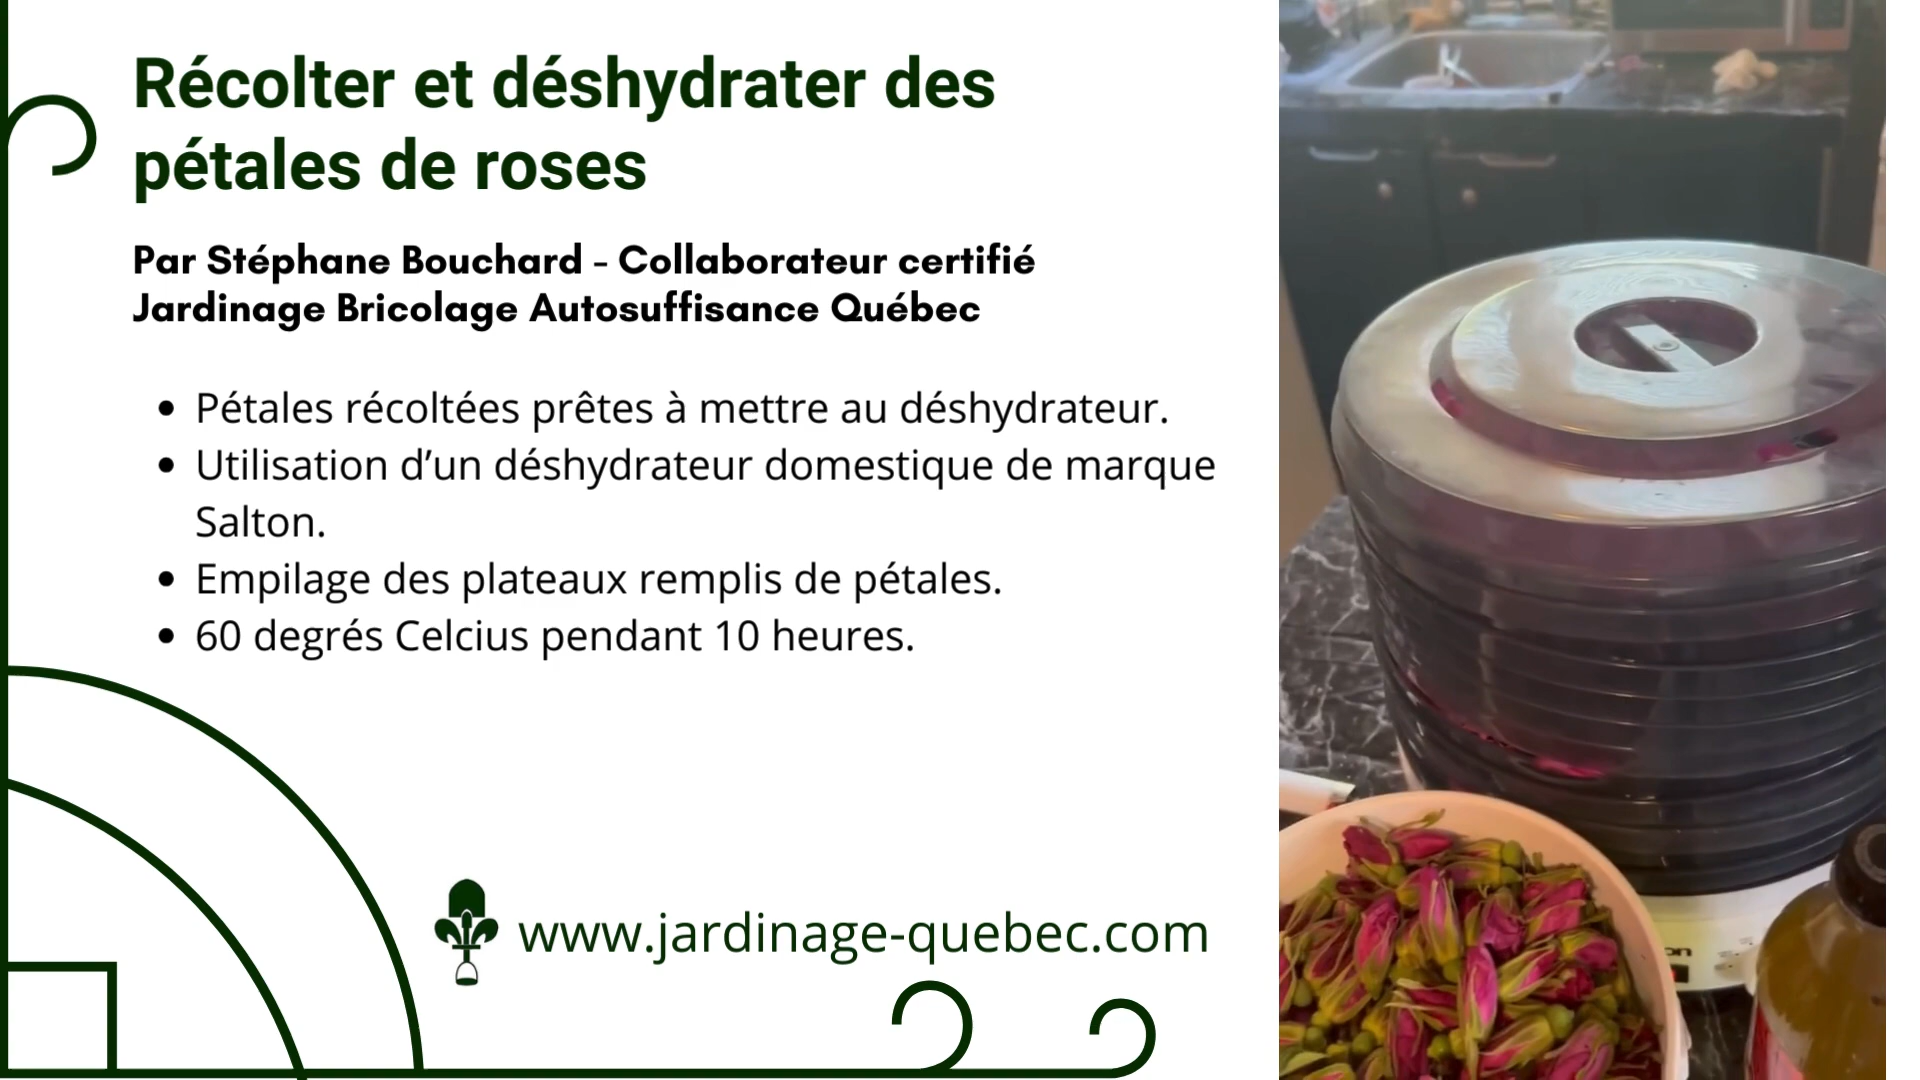 Récolter et déshydrater des
pétales de roses
Par Stéphane Bouchard - Collaborateur certifié
Jardinage Bricolage Autosuffisance Québec
• Pétales récoltées prêtes à mettre au déshydrateur.
• Utilisation d’un déshydrateur domestique de marque
Salton.
• Empilage des plateaux remplis de pétales.
• 60 degrés Celcius pendant 10 heures.
www.jardinage-quebec.com